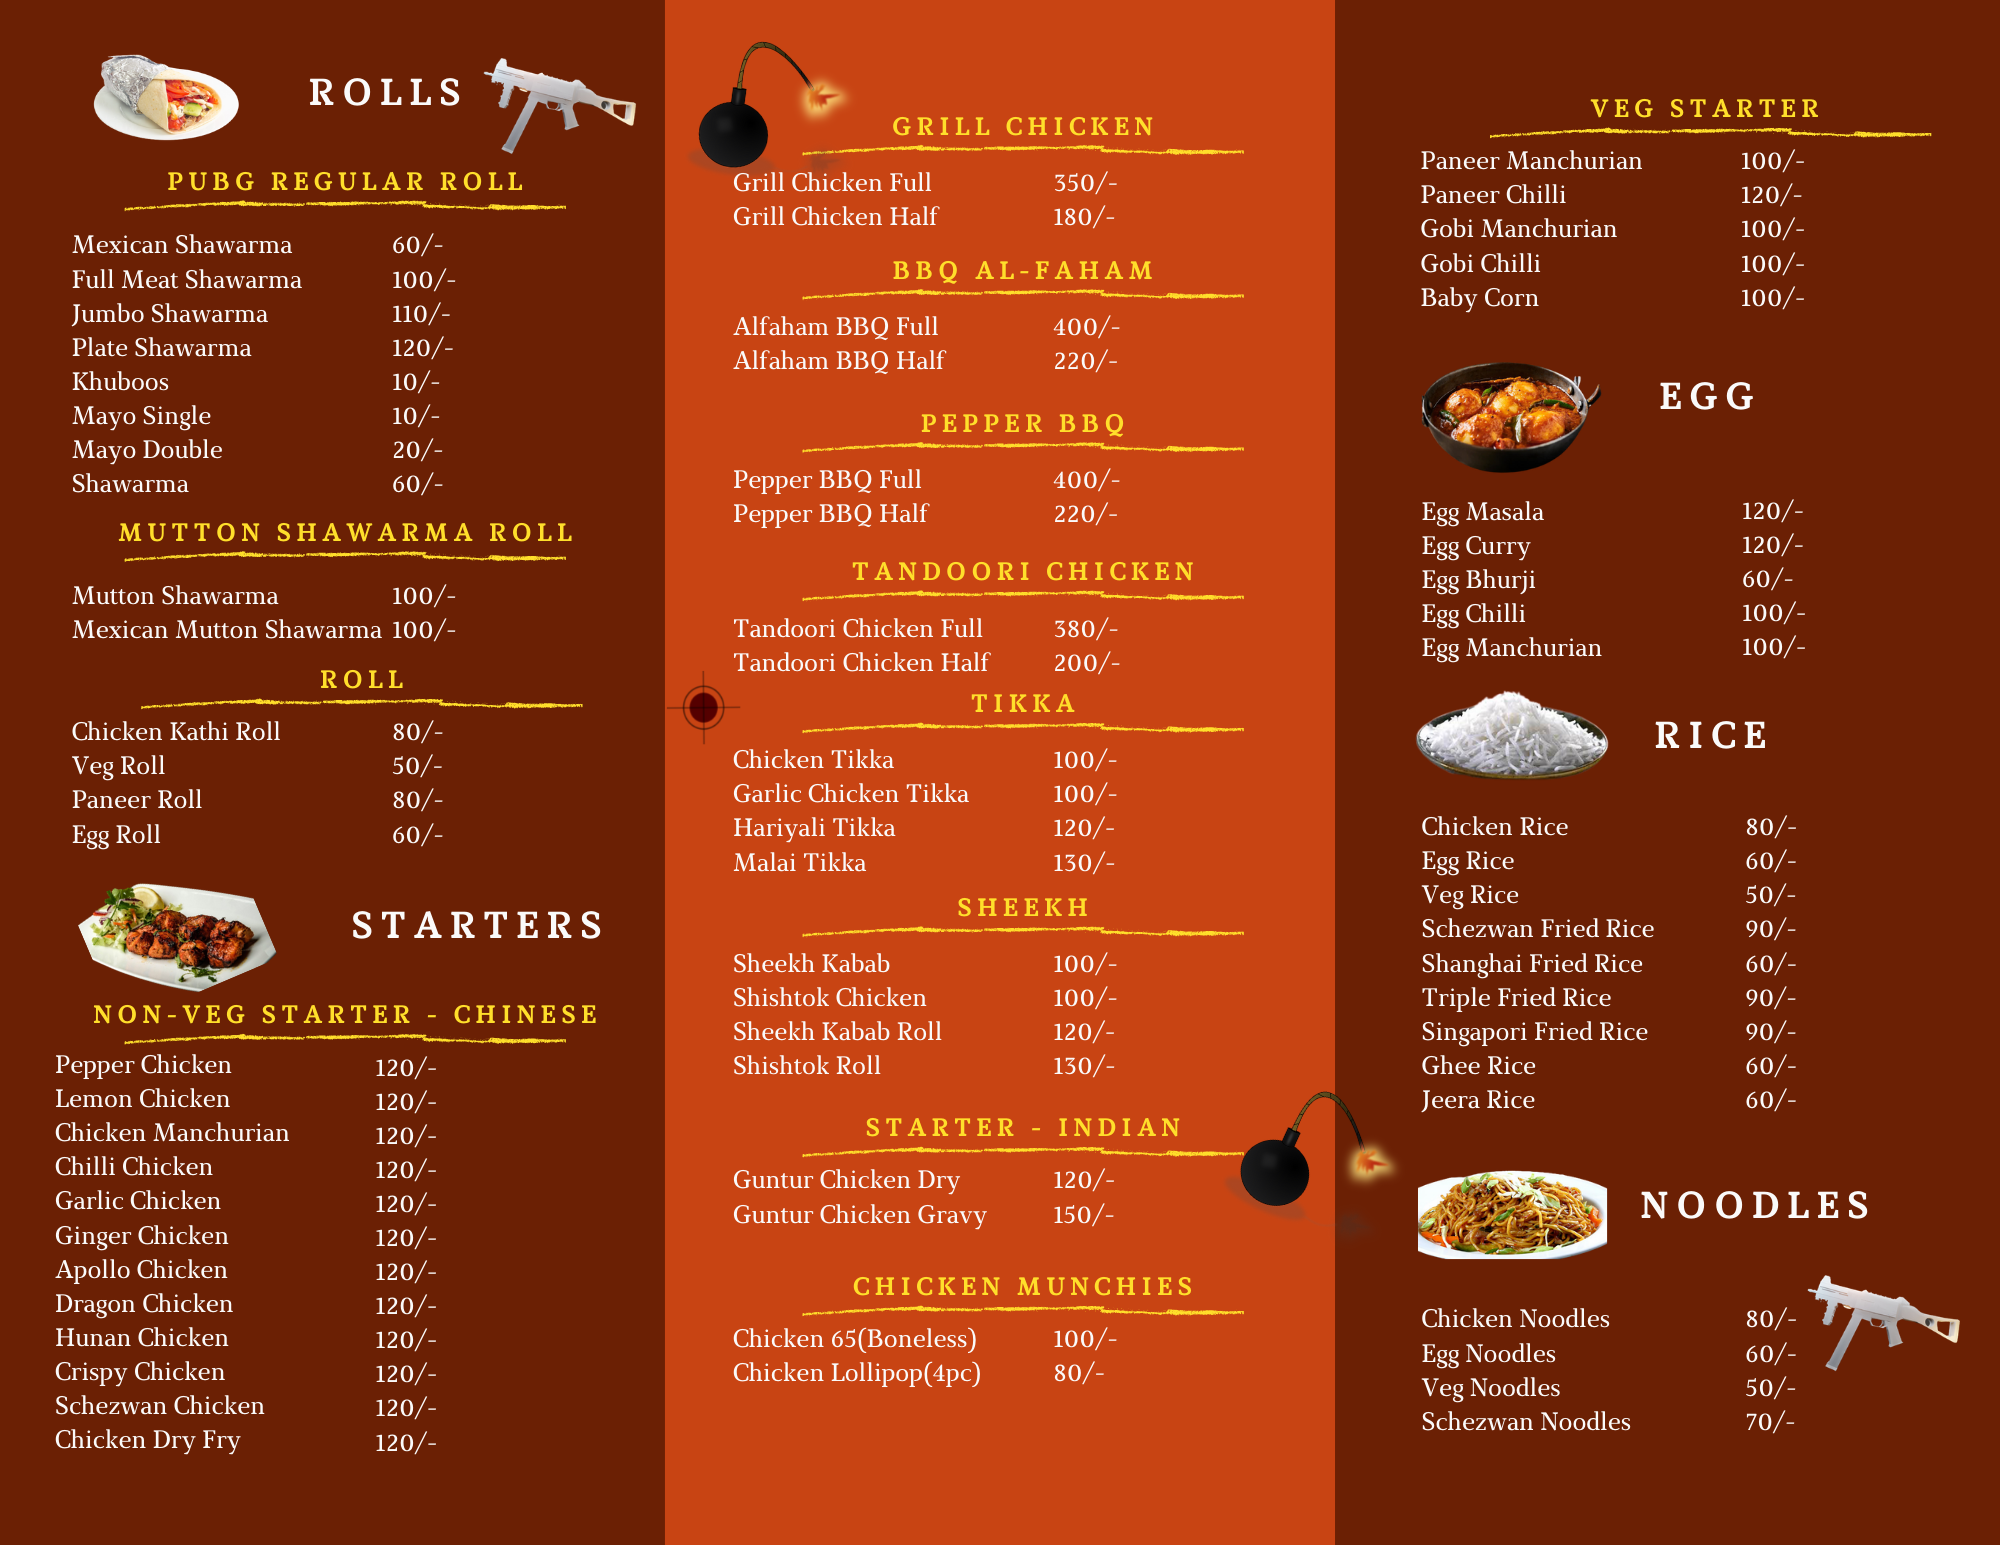 ROLLS
PUBG REGULAR ROLL
Mexican Shawarma 60/-
Full Meat Shawarma 100/-
Jumbo Shawarma 110/-
Plate Shawarma 120/-
Khuboos 10/-
Mayo Single 10/-
Mayo Double 20/-
Shawarma 60/-
MUTTON SHAWARMA ROLL
Mutton Shawarma 100/-
Mexican Mutton Shawarma 100/-
ROLL
Chicken Kathi Roll 80/-
Veg Roll 50/-
Paneer Roll 80/-
Egg Roll 60/-
STARTERS
NON-VEG STARTER - CHINESE
Pepper Chicken 120/-
Lemon Chicken 120/-
Chicken Manchurian 120/-
Chilli Chicken 120/-
Garlic Chicken 120/-
Ginger Chicken 120/-
Apollo Chicken 120/-
Dragon Chicken 120/-
Hunan Chicken 120/-
Crispy Chicken 120/-
Schezwan Chicken 120/-
Chicken Dry Fry 120/-
GRILL CHICKEN
Grill Chicken Full 350/-
Grill Chicken Half 180/-
BBQ AL-FAHAM
Alfaham BBQ Full 400/-
Alfaham BBQ Half 220/-
PEPPER BBQ
Pepper BBQ Full 400/-
Pepper BBQ Half 220/-
TANDOORI CHICKEN
Tandoori Chicken Full 380/-
Tandoori Chicken Half 200/-
TIKKA
Chicken Tikka 100/-
Garlic Chicken Tikka 100/-
Hariyali Tikka 120/-
Malai Tikka 130/-
SHEEKH
Sheekh Kabab 100/-
Shishtok Chicken 100/-
Sheekh Kabab Roll 120/-
Shishtok Roll 130/-
STARTER - INDIAN
Guntur Chicken Dry 120/-
Guntur Chicken Gravy 150/-
CHICKEN MUNCHIES
Chicken 65(Boneless) 100/-
Chicken Lollipop(4pc) 80/-
VEG STARTER
Paneer Manchurian 100/-
Paneer Chilli 120/-
Gobi Manchurian 100/-
Gobi Chilli 100/-
Baby Corn 100/-
EGG
Egg Masala 120/-
Egg Curry 120/-
Egg Bhurji 60/-
Egg Chilli 100/-
Egg Manchurian 100/-
RICE
Chicken Rice 80/-
Egg Rice 60/-
Veg Rice 50/-
Schezwan Fried Rice 90/-
Shanghai Fried Rice 60/-
Triple Fried Rice 90/-
Singapori Fried Rice 90/-
Ghee Rice 60/-
Jeera Rice 60/-
NOODLES
Chicken Noodles 80/-
Egg Noodles 60/-
Veg Noodles 50/-
Schezwan Noodles 70/-